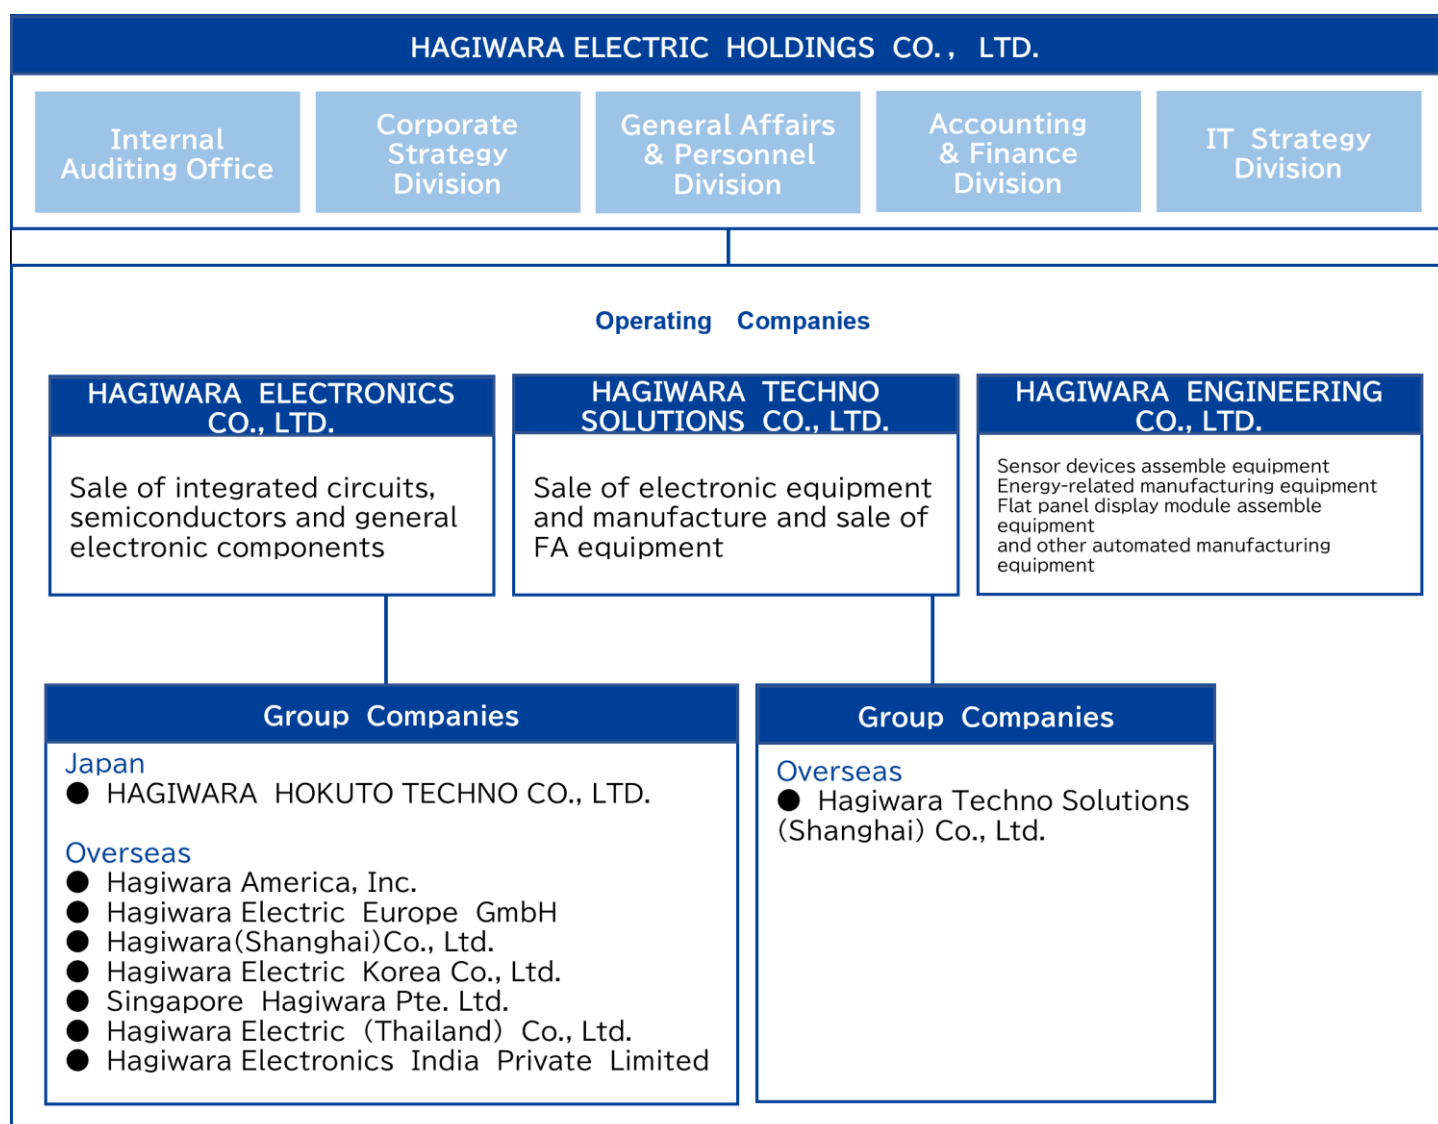 HAGIWARA ELECTRIC HOLDINGS CO., LTD.
Internal
Auditing Office
Corporate
Strategy
Division
General Affairs
& Personnel
Division
Accounting
& Finance
Division
IT Strategy
Division
Operating Companies
HAGIWARA ELECTRONICS
CO., LTD.
Sale of integrated circuits,
semiconductors and general
electronic components
HAGIWARA TECHNO
SOLUTIONS CO., LTD.
Sale of electronic equipment
and manufacture and sale of
FA equipment
HAGIWARA ENGINEERING
CO., LTD.
Sensor devices assemble equipment
Energy-related manufacturing equipment
Flat panel display module assemble
equipment
and other automated manufacturing
equipment
Group Companies
Japan
● HAGIWARA HOKUTO TECHNO CO., LTD.
Overseas
● Hagiwara America, Inc.
● Hagiwara Electric Europe GmbH
● Hagiwara(Shanghai)Co., Ltd.
● Hagiwara Electric Korea Co., Ltd.
● Singapore Hagiwara Pte. Ltd.
● Hagiwara Electric (Thailand) Co., Ltd.
● Hagiwara Electronics India Private Limited
Group Companies
Overseas
● Hagiwara Techno Solutions
(Shanghai) Co., Ltd.